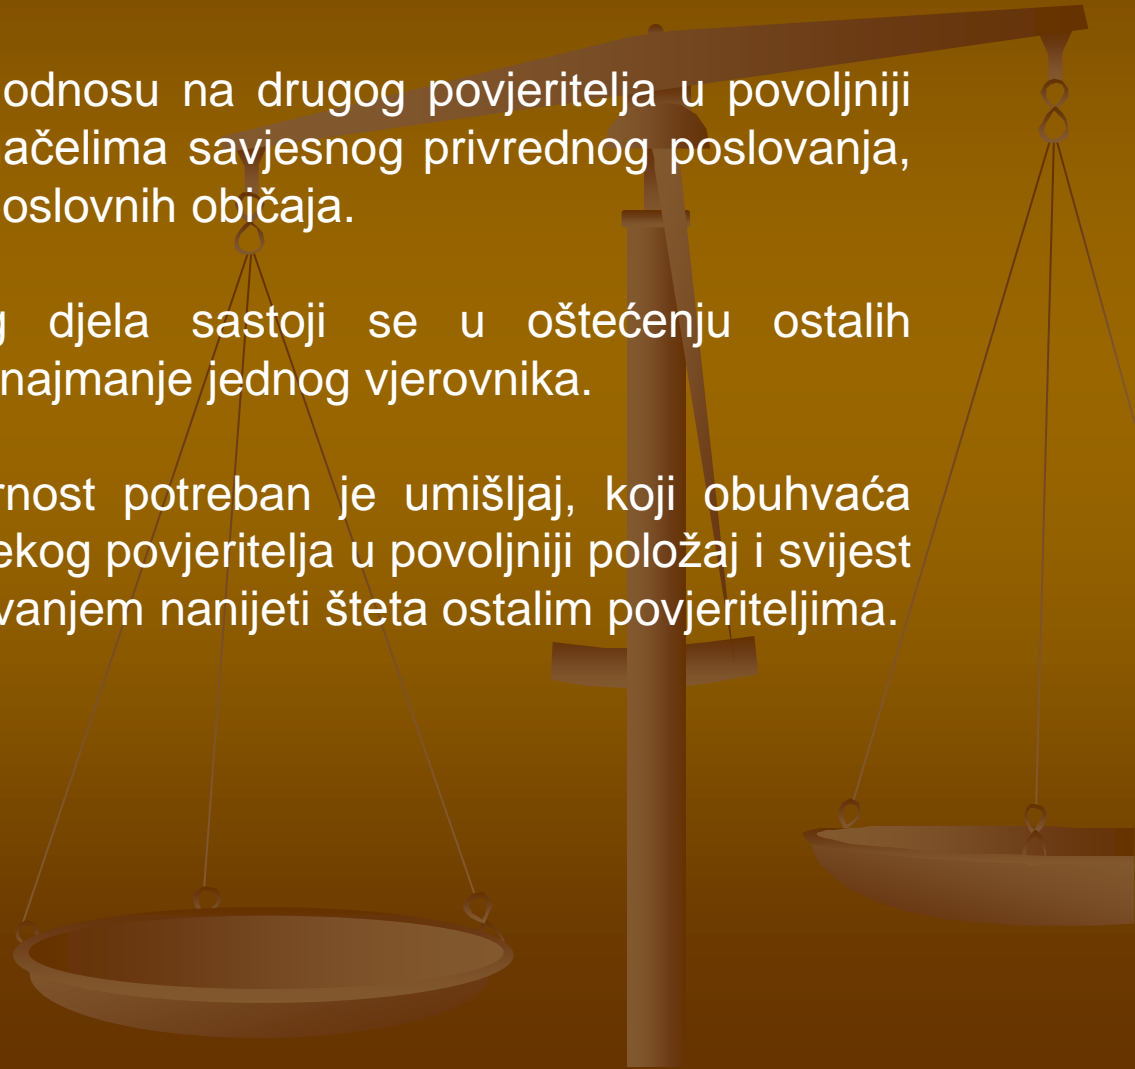 odnosu na drugog povjeritelja u povoljniji
ačelima savjesnog privrednog poslovanja,
oslovnih običaja.
g djela sastoji se u oštećenju ostalih
najmanje jednog vjerovnika.
rnost potreban je umišljaj, koji obuhvaća
ekog povjeritelja u povoljniji položaj i svijest
vanjem nanijeti šteta ostalim povjeriteljima.